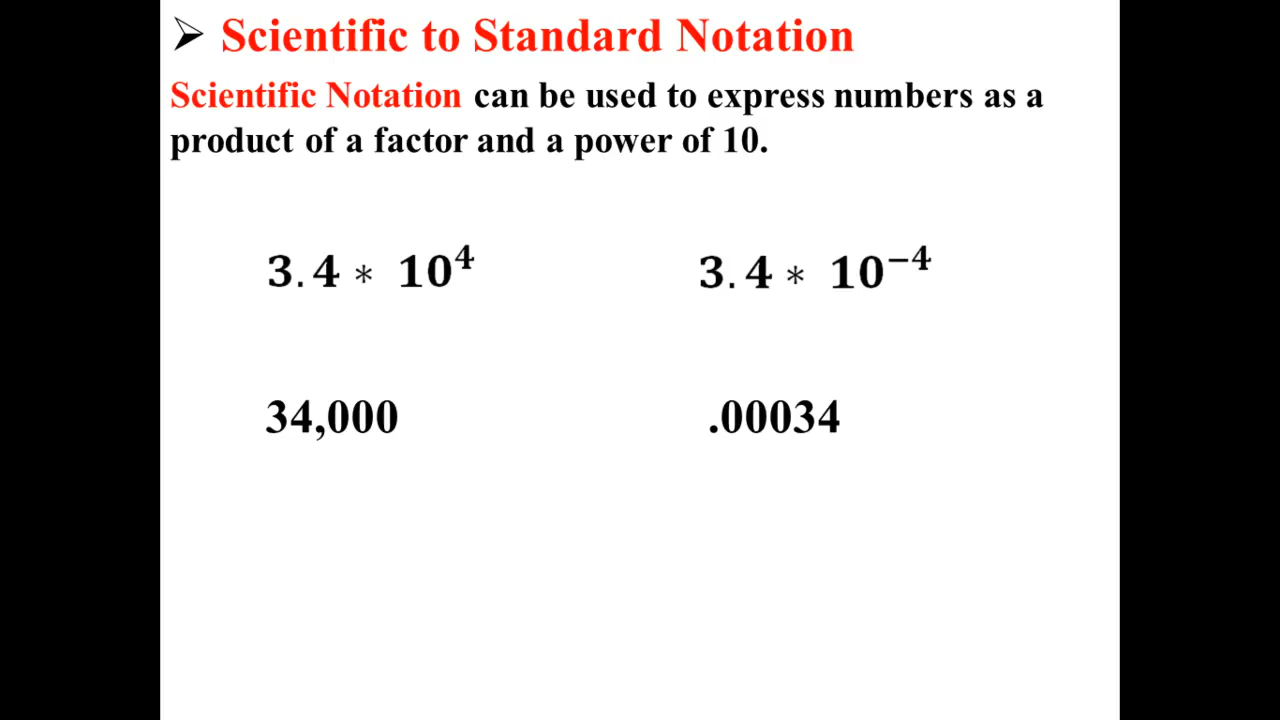 ➢ Scientific to Standard Notation
Scientific Notation can be used to express numbers as a
product of a factor and a power of 10.
3.4 ∗ 10⁴
3.4 ∗ 10⁻⁴
34,000
.00034